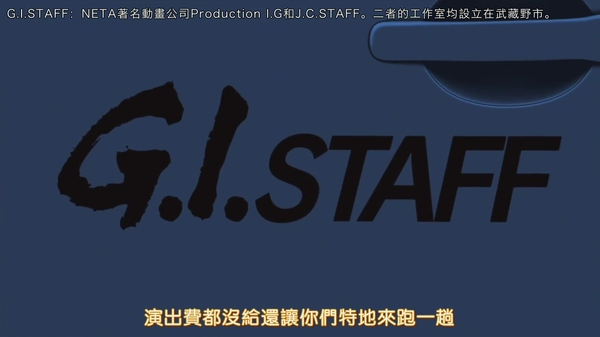 G.I.STAFF：NETA著名動畫公司Production I.G和J.C.STAFF。二者的工作室均設立在武藏野市。
G.I.STAFF
演出費都沒給還讓你們特地來跑一趟